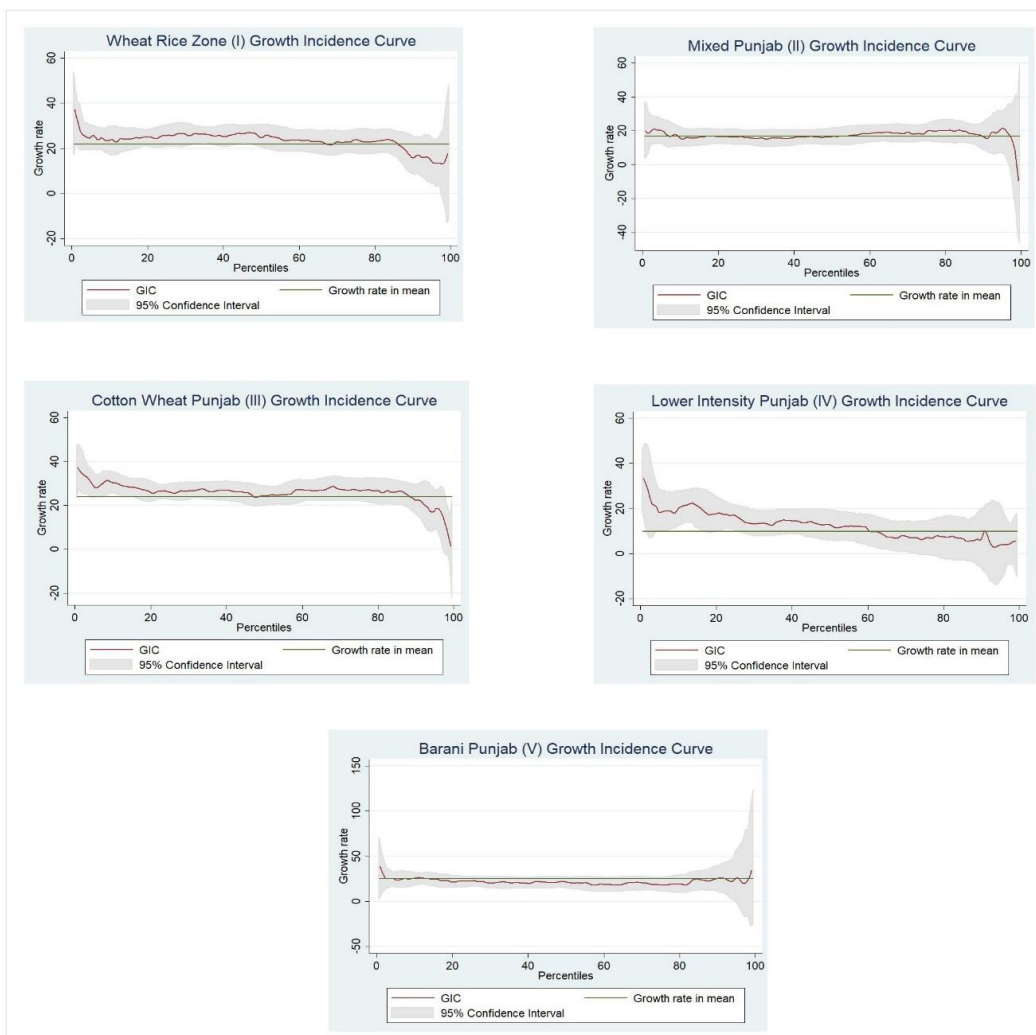 Wheat Rice Zone (I) Growth Incidence Curve
60
40
20
0
-20
Growth rate
0 20 40 60 80 100
Percentiles
GIC Growth rate in mean
95% Confidence Interval
Mixed Punjab (II) Growth Incidence Curve
60
40
20
0
-20
-40
Growth rate
0 20 40 60 80 100
Percentiles
GIC Growth rate in mean
95% Confidence Interval
Cotton Wheat Punjab (III) Growth Incidence Curve
60
40
20
0
-20
Growth rate
0 20 40 60 80 100
Percentiles
GIC Growth rate in mean
95% Confidence Interval
Lower Intensity Punjab (IV) Growth Incidence Curve
60
40
20
0
-20
Growth rate
0 20 40 60 80 100
Percentiles
GIC Growth rate in mean
95% Confidence Interval
Barani Punjab (V) Growth Incidence Curve
150
100
50
0
-50
Growth rate
0 20 40 60 80 100
Percentiles
GIC Growth rate in mean
95% Confidence Interval